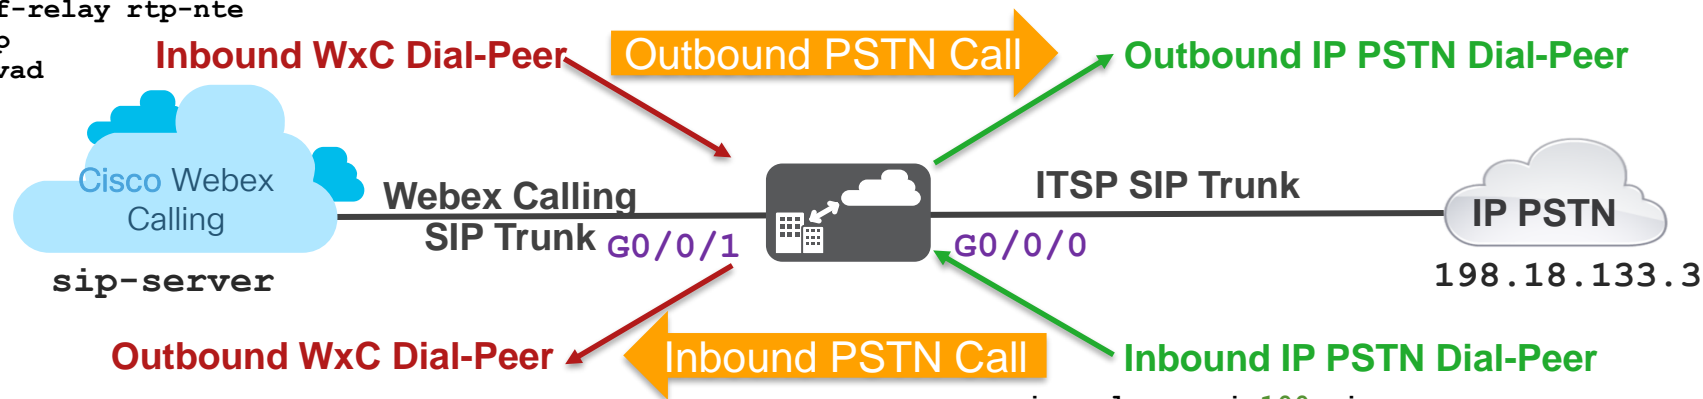 f-relay rtp-nte
p
vad
Inbound WxC Dial-Peer
Outbound PSTN Call
Outbound IP PSTN Dial-Peer
Cisco Webex
Calling
Webex Calling
SIP Trunk
G0/0/1
G0/0/0
ITSP SIP Trunk
IP PSTN
sip-server
198.18.133.3
Outbound WxC Dial-Peer
Inbound PSTN Call
Inbound IP PSTN Dial-Peer